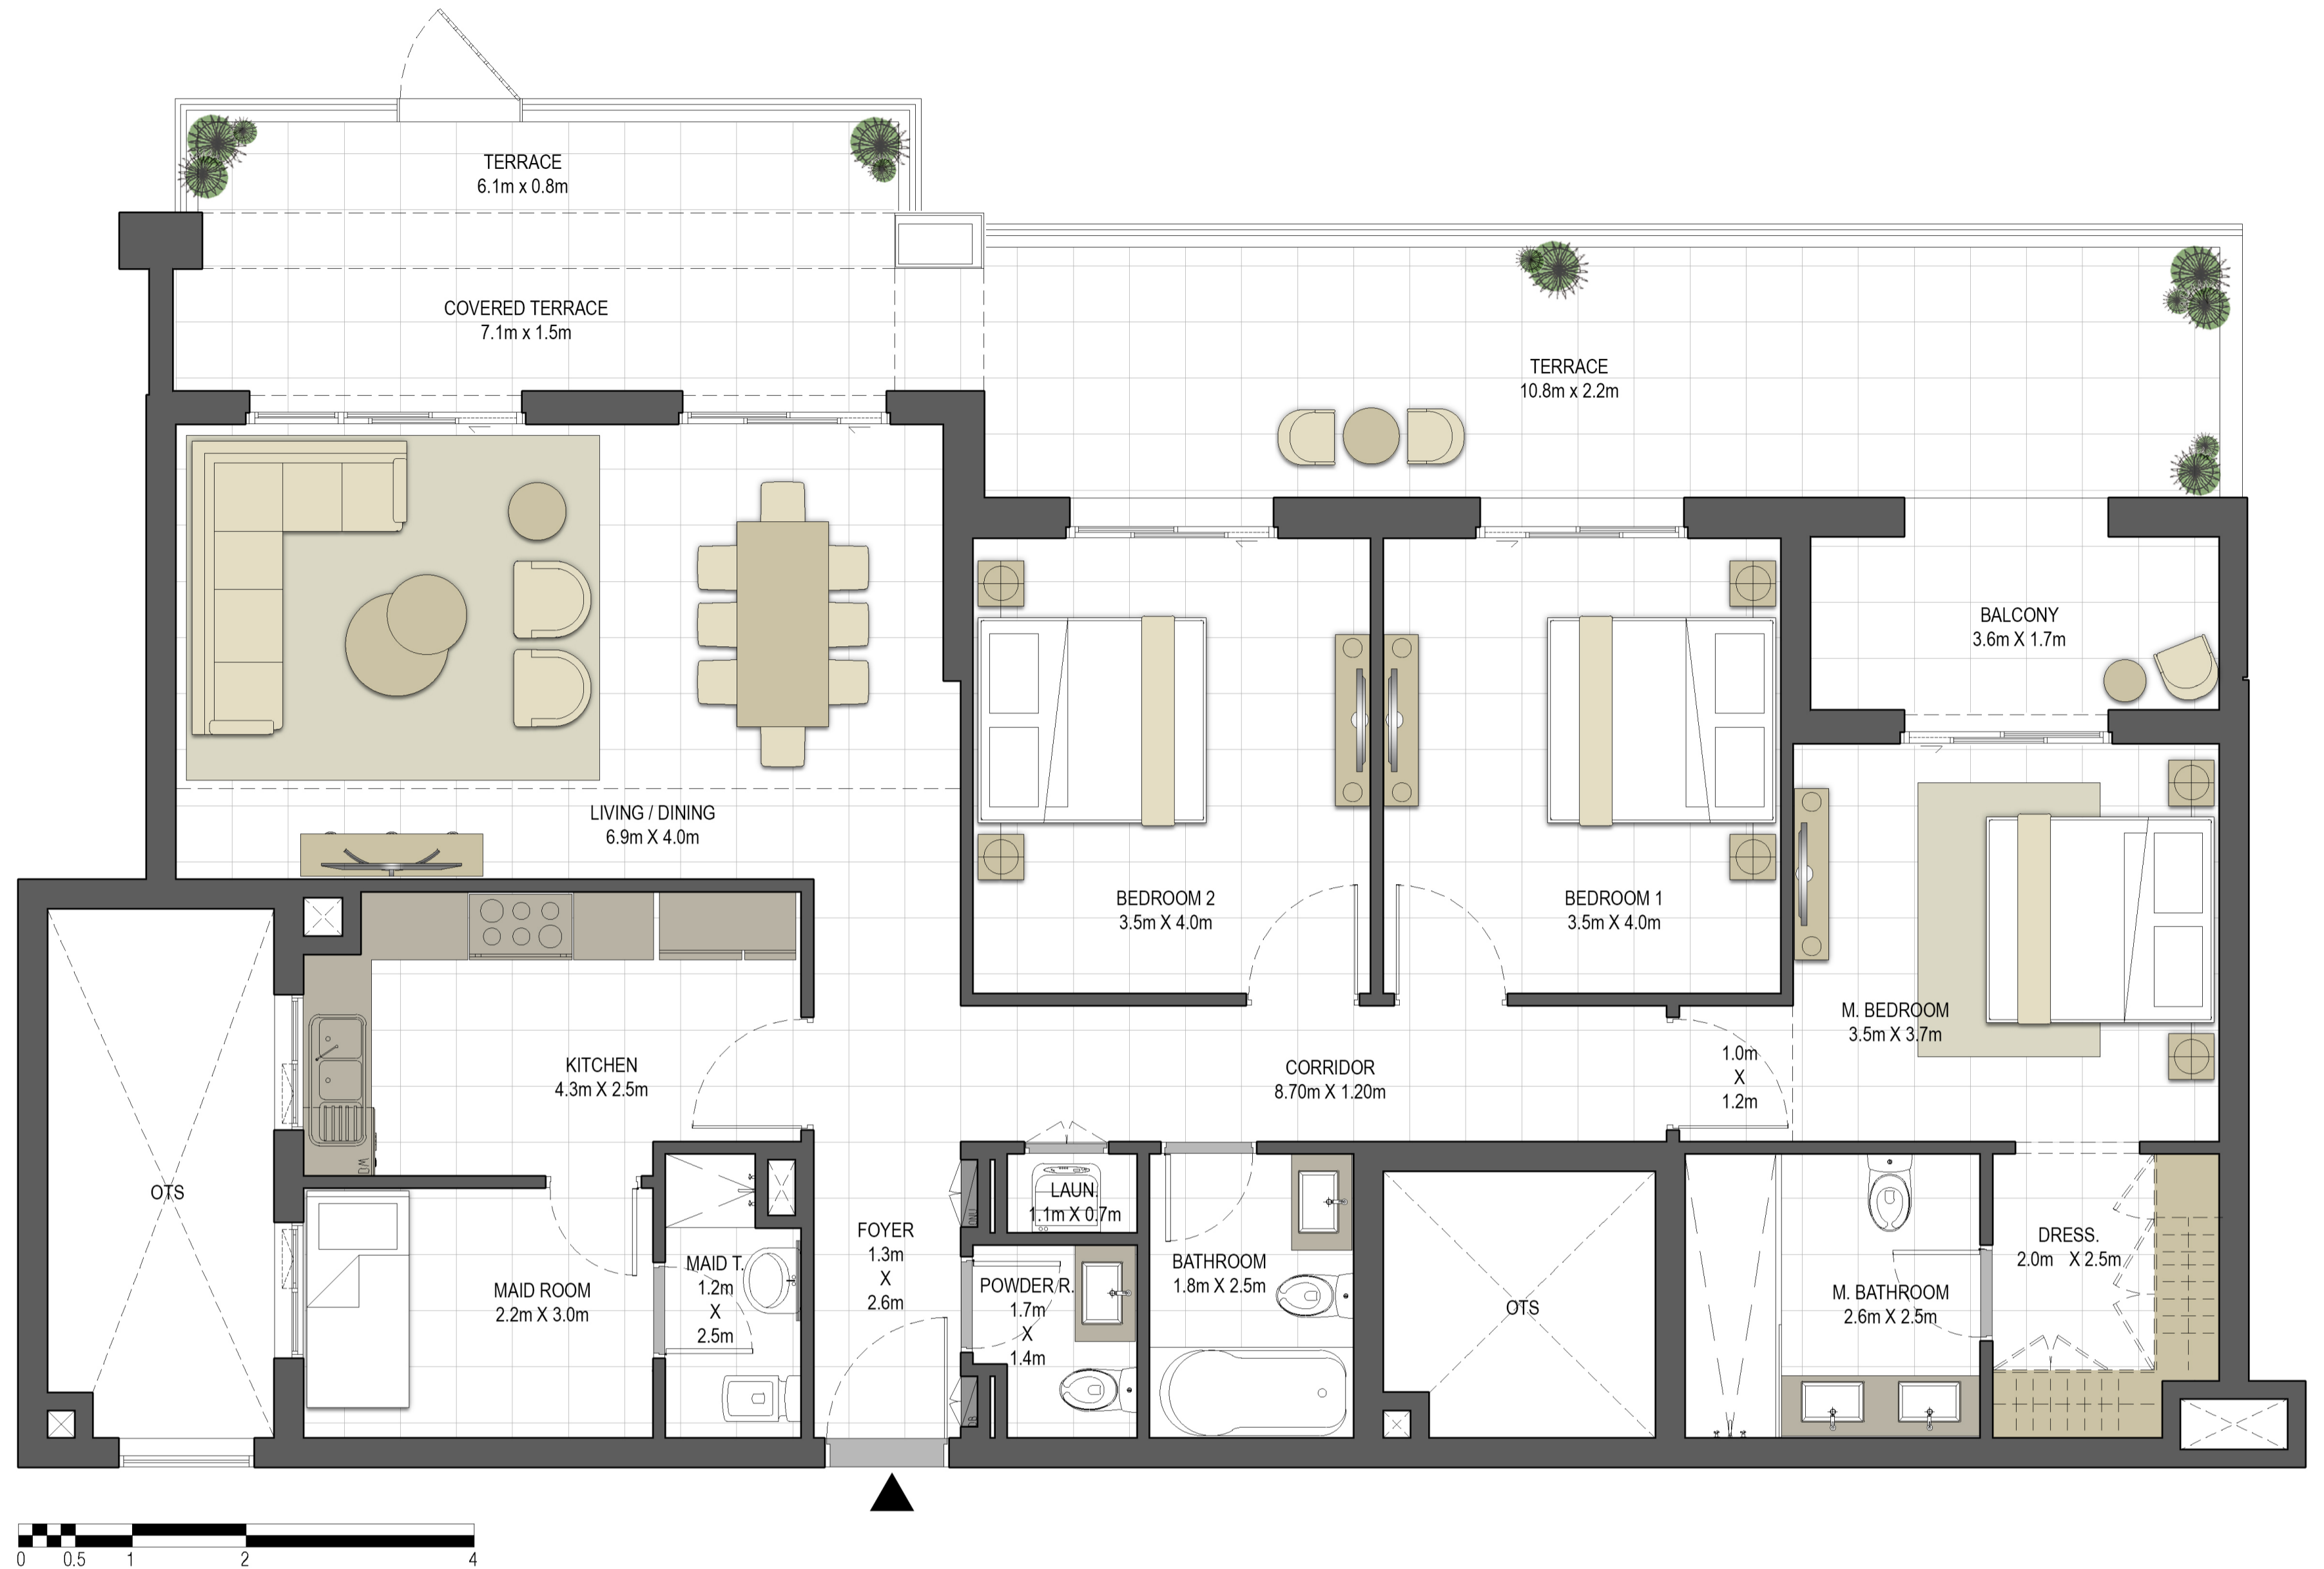 TERRACE
6.1m x 0.8m
COVERED TERRACE
7.1m x 1.5m
TERRACE
10.8m x 2.2m
BALCONY
3.6m X 1.7m
LIVING / DINING
6.9m X 4.0m
BEDROOM 2
3.5m X 4.0m
BEDROOM 1
3.5m X 4.0m
M. BEDROOM
3.5m X 3.7m
KITCHEN
4.3m X 2.5m
CORRIDOR
8.70m X 1.20m
1.0m
X
1.2m
OTS
LAUN.
1.1m X 0.7m
FOYER
1.3m
X
2.6m
MAID ROOM
2.2m X 3.0m
MAID T.
1.2m
X
2.5m
POWDER R.
1.7m
X
1.4m
BATHROOM
1.8m X 2.5m
OTS
M. BATHROOM
2.6m X 2.5m
DRESS.
2.0m X 2.5m
0 0.5 1 2 4